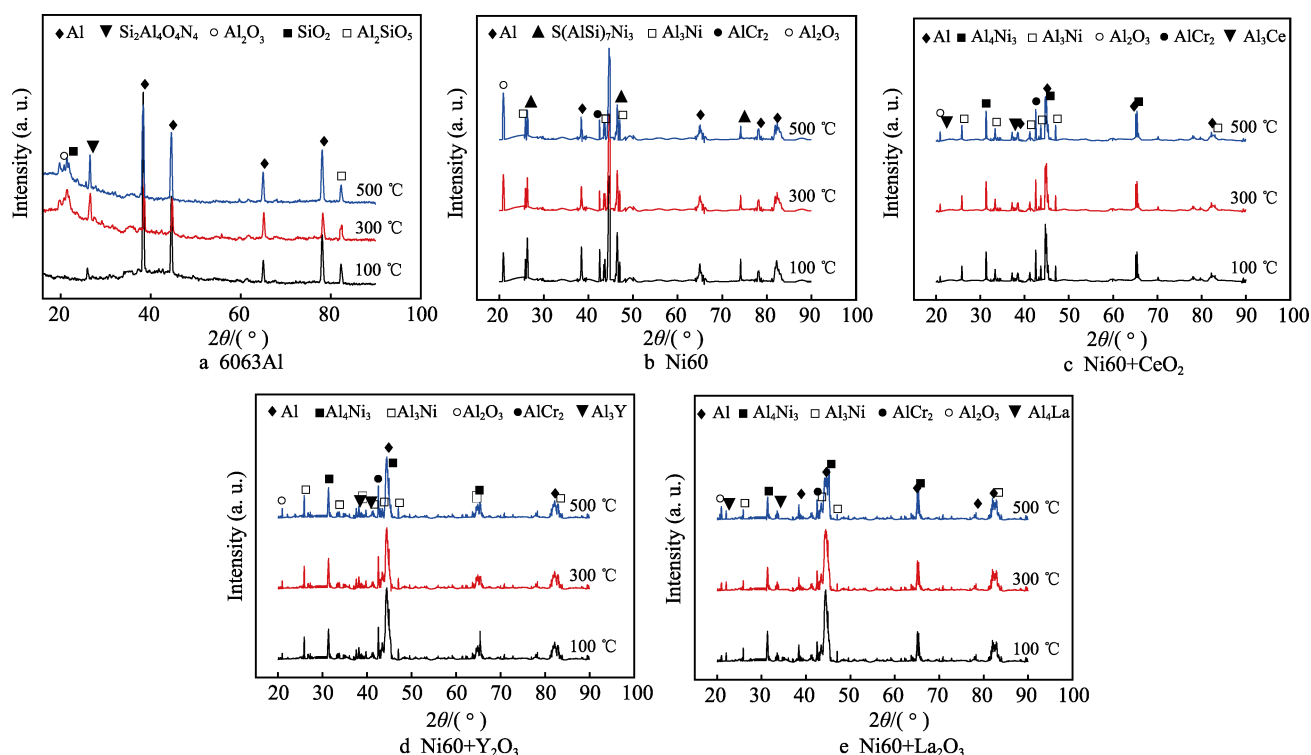 ◆Al ▼Si₂Al₄O₄N₄ ○Al₂O₃ ■SiO₂ □Al₂SiO₅
Intensity (a. u.)
500 ℃
300 ℃
100 ℃
20 40 60 80 100
2θ/(°)
a 6063Al
◆Al ▲S(AlSi)₇Ni₃ □Al₃Ni ●AlCr₂ ○Al₂O₃
Intensity (a. u.)
500 ℃
300 ℃
100 ℃
20 30 40 50 60 70 80 90 100
2θ/(°)
b Ni60
◆Al ■Al₄Ni₃ □Al₃Ni ○Al₂O₃ ●AlCr₂ ▼Al₃Ce
Intensity (a. u.)
500 ℃
300 ℃
100 ℃
20 30 40 50 60 70 80 90 100
2θ/(°)
c Ni60+CeO₂
◆Al ■Al₄Ni₃ □Al₃Ni ○Al₂O₃ ●AlCr₂ ▼Al₃Y
Intensity (a. u.)
500 ℃
300 ℃
100 ℃
20 30 40 50 60 70 80 90 100
2θ/(°)
d Ni60+Y₂O₃
◆Al ■Al₄Ni₃ □Al₃Ni ●AlCr₂ ○Al₂O₃ ▼Al₄La
Intensity (a. u.)
500 ℃
300 ℃
100 ℃
20 30 40 50 60 70 80 90 100
2θ/(°)
e Ni60+La₂O₃